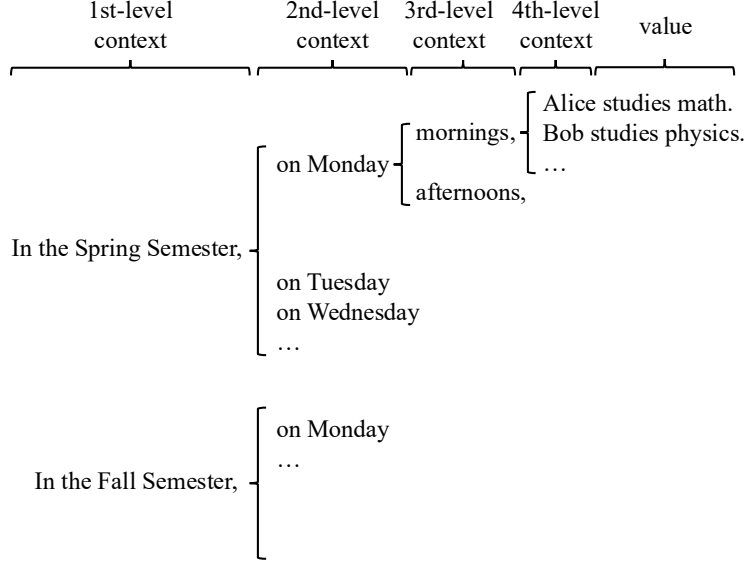 1st-level
context
2nd-level
context
3rd-level
context
4th-level
context
value
Alice studies math.
mornings,
Bob studies physics.
on Monday
…
afternoons,
In the Spring Semester,
on Tuesday
on Wednesday
…
on Monday
…
In the Fall Semester,